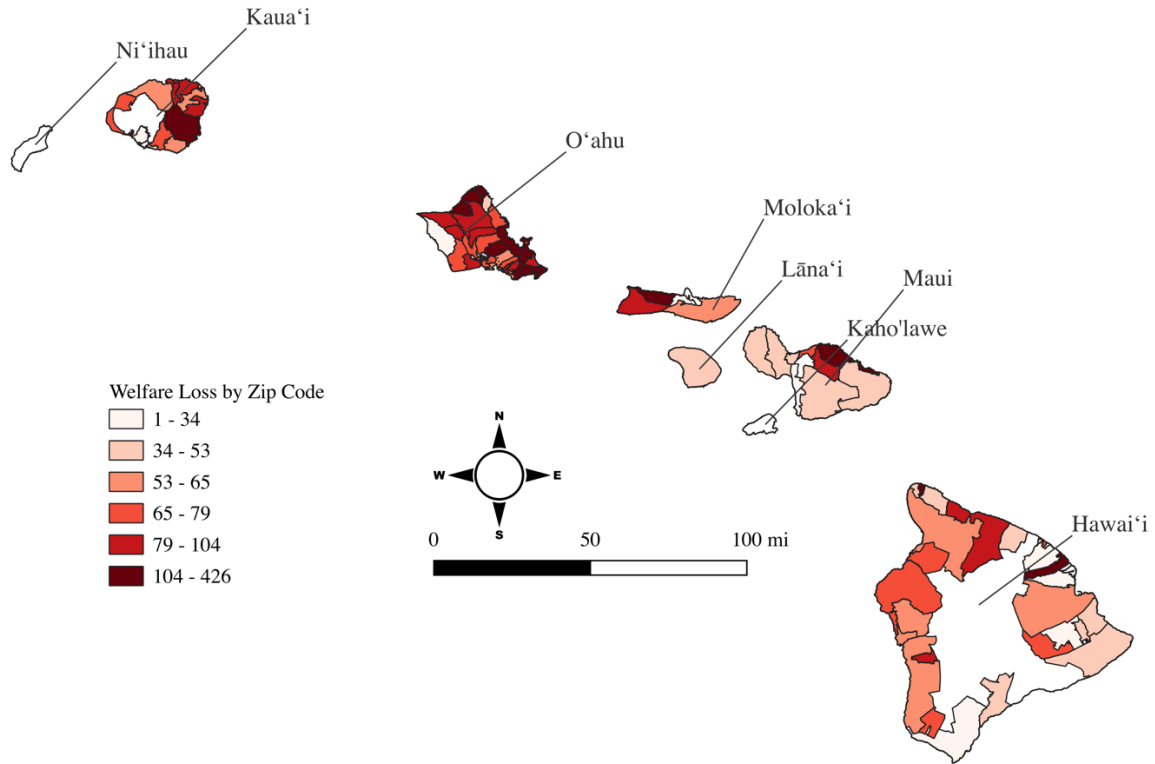 Kauaʻi
Niʻihau
Oʻahu
Molokaʻi
Lānaʻi
Maui
Kaho'lawe
Welfare Loss by Zip Code
1 - 34
34 - 53
53 - 65
65 - 79
79 - 104
104 - 426
N
W
E
S
0
50
100 mi
Hawaiʻi